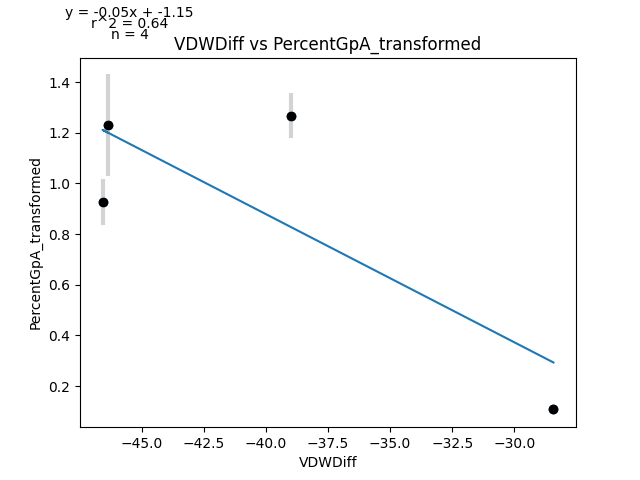 y = -0.05x + -1.15
r^2 = 0.64
n = 4
VDWDiff vs PercentGpA_transformed
PercentGpA_transformed
1.4
1.2
1.0
0.8
0.6
0.4
0.2
−45.0 −42.5 −40.0 −37.5 −35.0 −32.5 −30.0
VDWDiff